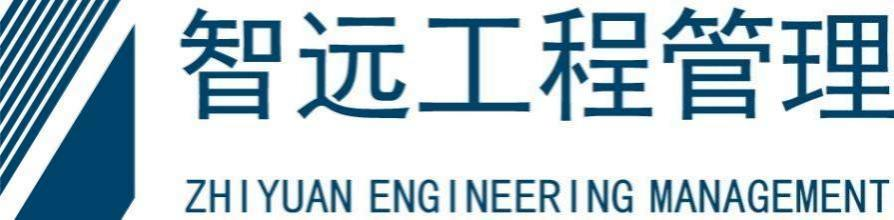 智远工程管理
ZHIYUAN ENGINEERING MANAGEMENT